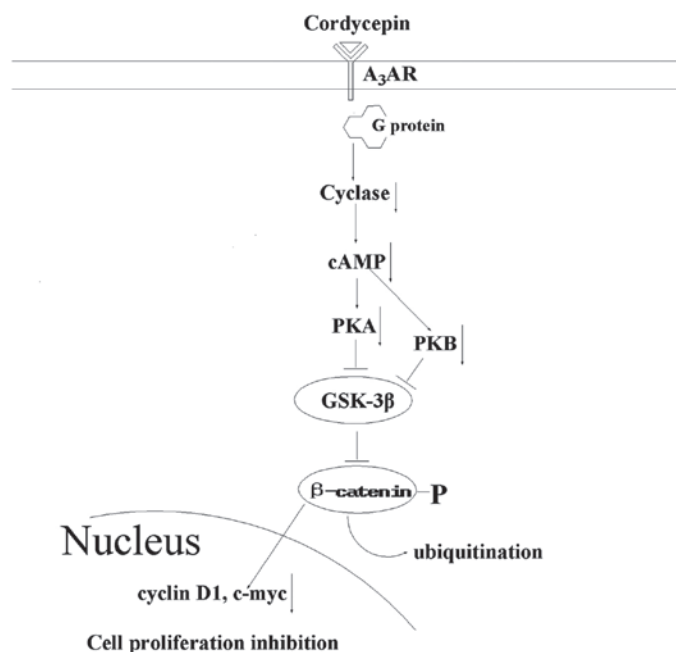 Cordycepin
A₃AR
G protein
Cyclase
cAMP
PKA
PKB
GSK-3β
β-catenin
P
Nucleus
ubiquitination
cyclin D1, c-myc
Cell proliferation inhibition